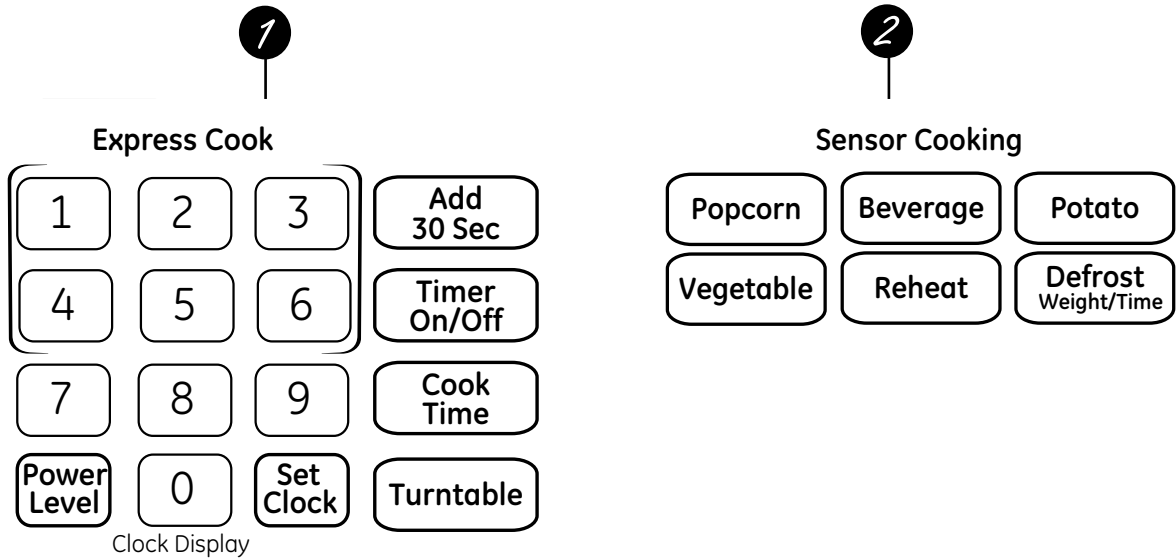 1
2
Express Cook
Sensor Cooking
1
2
3
Add
30 Sec
4
5
6
Timer
On/Off
7
8
9
Cook
Time
Power
Level
0
Set
Clock
Turntable
Clock Display
Popcorn
Beverage
Potato
Vegetable
Reheat
Defrost
Weight/Time